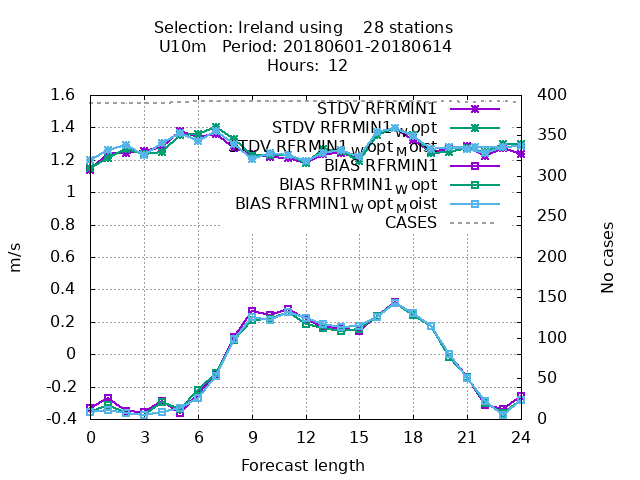 Selection: Ireland using    28 stations
U10m   Period: 20180601-20180614
Hours:  12
1.6
1.4
1.2
1
0.8
0.6
0.4
0.2
0
-0.2
-0.4
m/s
STDV RFRMIN1
STDV RFRMIN1_W opt
STDV RFRMIN1_W opt_M oist
BIAS RFRMIN1
BIAS RFRMIN1_W opt
BIAS RFRMIN1_W opt_M oist
CASES
400
350
300
250
200
150
100
50
0
No cases
0 3 6 9 12 15 18 21 24
Forecast length